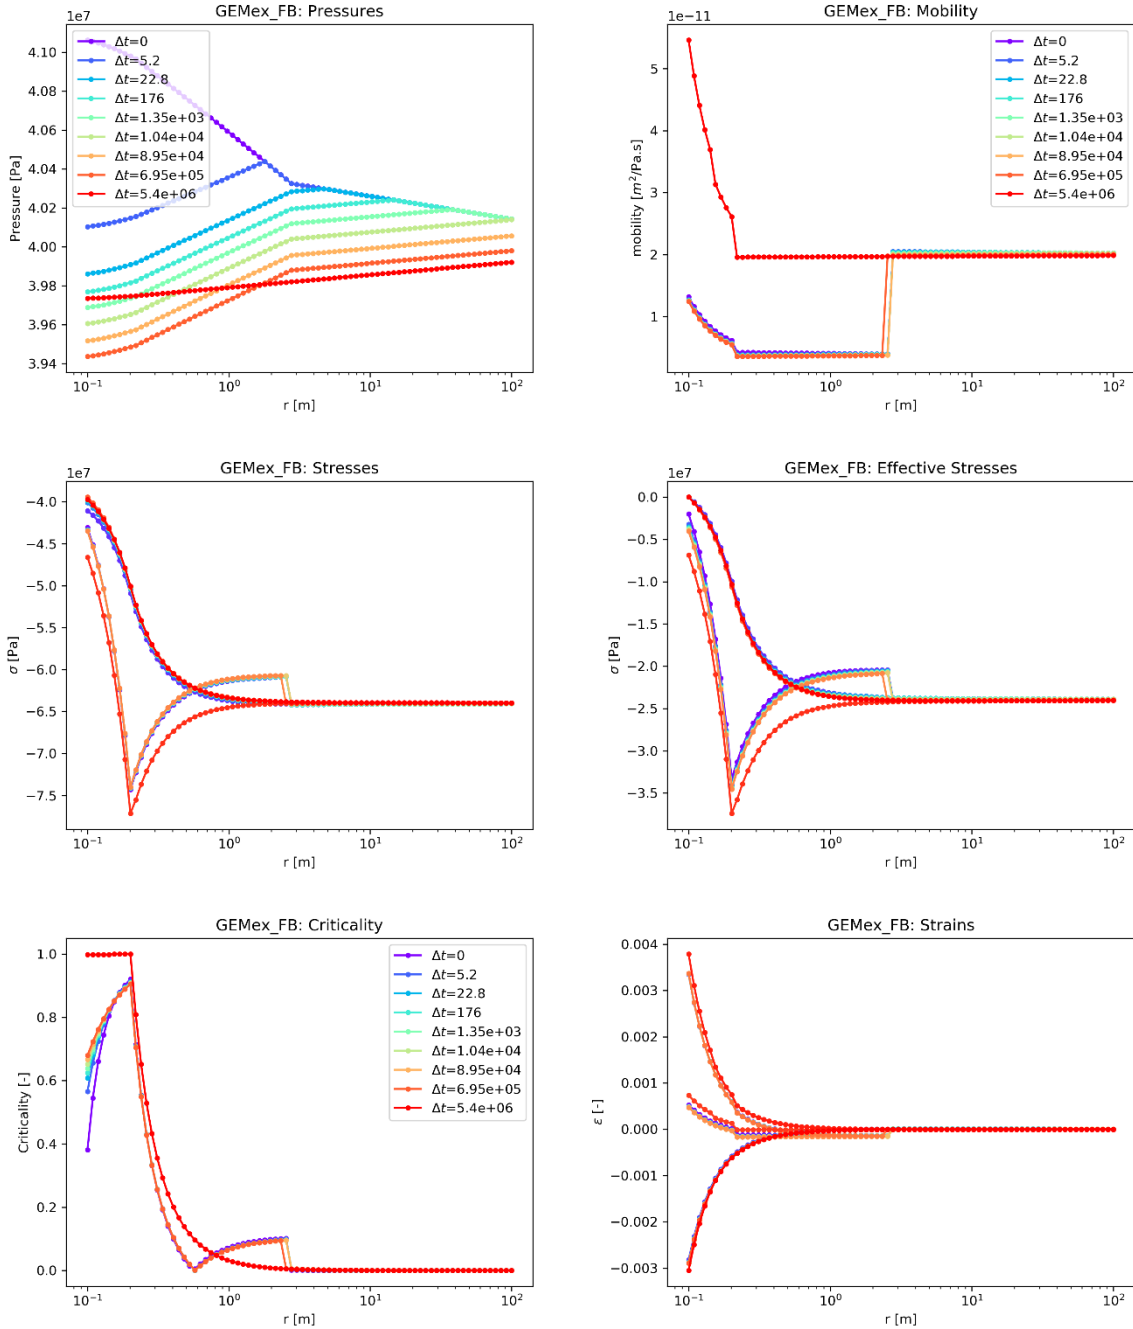 GEMex_FB: Pressures
1e7
4.10
4.08
4.06
4.04
4.02
4.00
3.98
3.96
3.94
Pressure [Pa]
Δt=0
Δt=5.2
Δt=22.8
Δt=176
Δt=1.35e+03
Δt=1.04e+04
Δt=8.95e+04
Δt=6.95e+05
Δt=5.4e+06
10⁻¹
10⁰
10¹
10²
r [m]
GEMex_FB: Mobility
1e−11
5
4
3
2
1
mobility [m²/Pa.s]
Δt=0
Δt=5.2
Δt=22.8
Δt=176
Δt=1.35e+03
Δt=1.04e+04
Δt=8.95e+04
Δt=6.95e+05
Δt=5.4e+06
10⁻¹
10⁰
10¹
10²
r [m]
GEMex_FB: Stresses
1e7
−4.0
−4.5
−5.0
−5.5
−6.0
−6.5
−7.0
−7.5
σ [Pa]
10⁻¹
10⁰
10¹
10²
r [m]
GEMex_FB: Effective Stresses
1e7
0.0
−0.5
−1.0
−1.5
−2.0
−2.5
−3.0
−3.5
σ [Pa]
10⁻¹
10⁰
10¹
10²
r [m]
GEMex_FB: Criticality
1.0
0.8
0.6
0.4
0.2
0.0
Criticality [-]
Δt=0
Δt=5.2
Δt=22.8
Δt=176
Δt=1.35e+03
Δt=1.04e+04
Δt=8.95e+04
Δt=6.95e+05
Δt=5.4e+06
10⁻¹
10⁰
10¹
10²
r [m]
GEMex_FB: Strains
0.004
0.003
0.002
0.001
0.000
−0.001
−0.002
−0.003
ε [-]
10⁻¹
10⁰
10¹
10²
r [m]